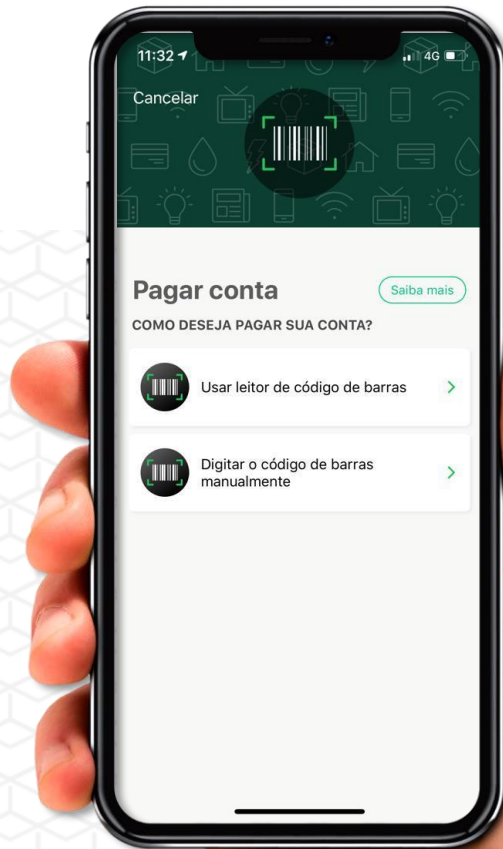 11:32
4G
Cancelar
Pagar conta
Saiba mais
COMO DESEJA PAGAR SUA CONTA?
Usar leitor de código de barras
Digitar o código de barras
manualmente